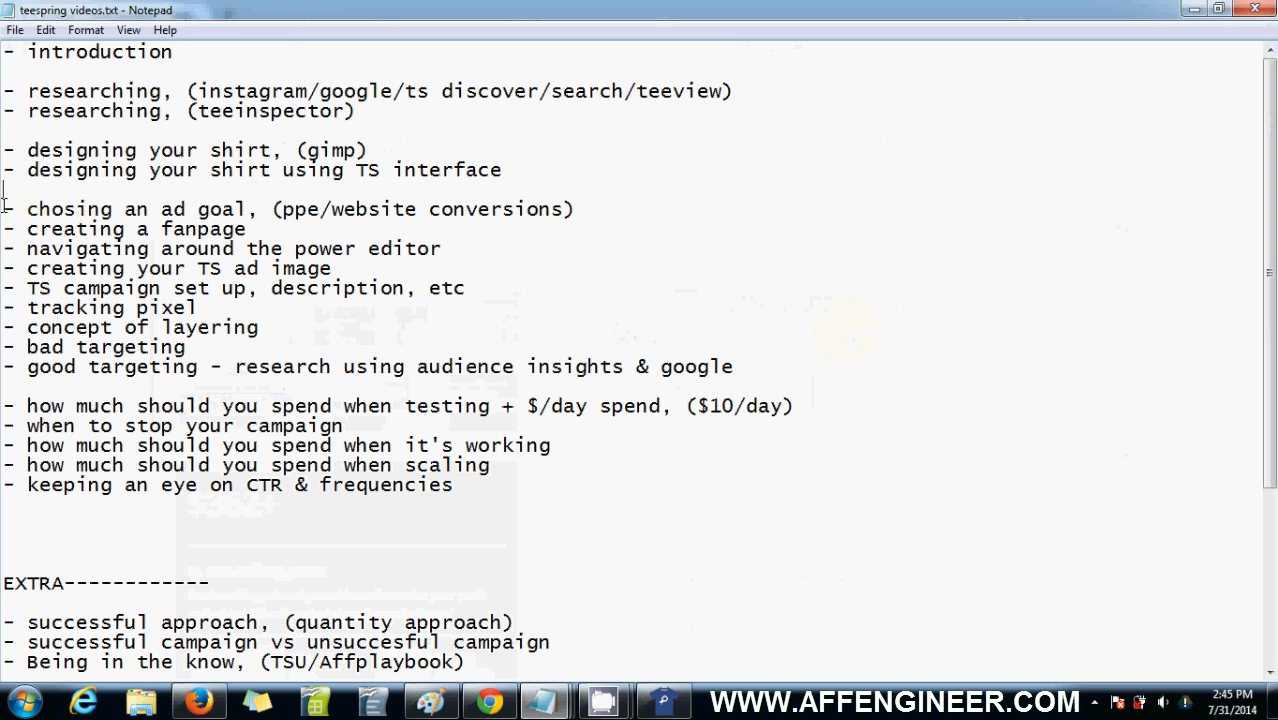 teespring videos.txt - Notepad
File Edit Format View Help
- introduction
- researching, (instagram/google/ts discover/search/teeview)
- researching, (teeinspector)
- designing your shirt, (gimp)
- designing your shirt using TS interface
- chosing an ad goal, (ppe/website conversions)
- creating a fanpage
- navigating around the power editor
- creating your TS ad image
- TS campaign set up, description, etc
- tracking pixel
- concept of layering
- bad targeting
- good targeting - research using audience insights & google
- how much should you spend when testing + $/day spend, ($10/day)
- when to stop your campaign
- how much should you spend when it's working
- how much should you spend when scaling
- keeping an eye on CTR & frequencies
EXTRA------------
- successful approach, (quantity approach)
- successful campaign vs unsuccesful campaign
- Being in the know, (TSU/Affplaybook)
WWW.AFFENGINEER.COM
2:45 PM
7/31/2014